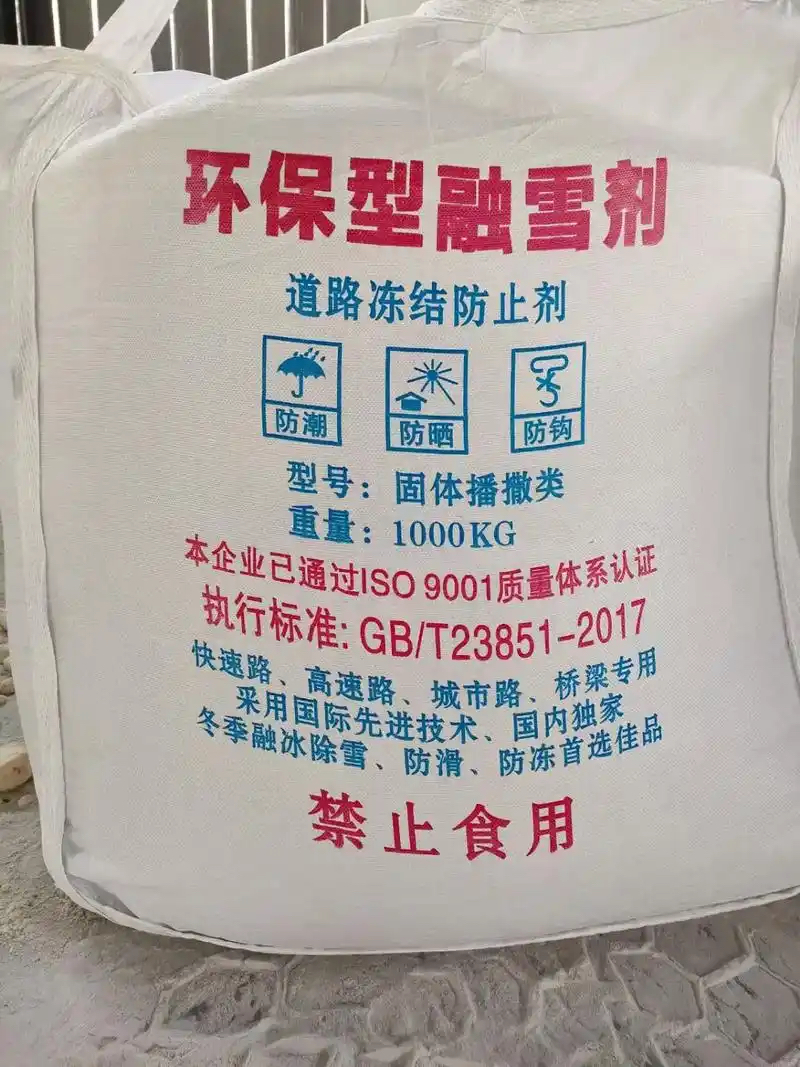 环保型融雪剂
道路冻结防止剂
防潮 防晒 防钩
型号：固体播撒类
重量：1000KG
本企业已通过ISO 9001质量体系认证
执行标准: GB/T23851-2017
快速路、高速路、城市路、桥梁专用
采用国际先进技术、国内独家
冬季融冰除雪、防滑、防冻首选佳品
禁止食用